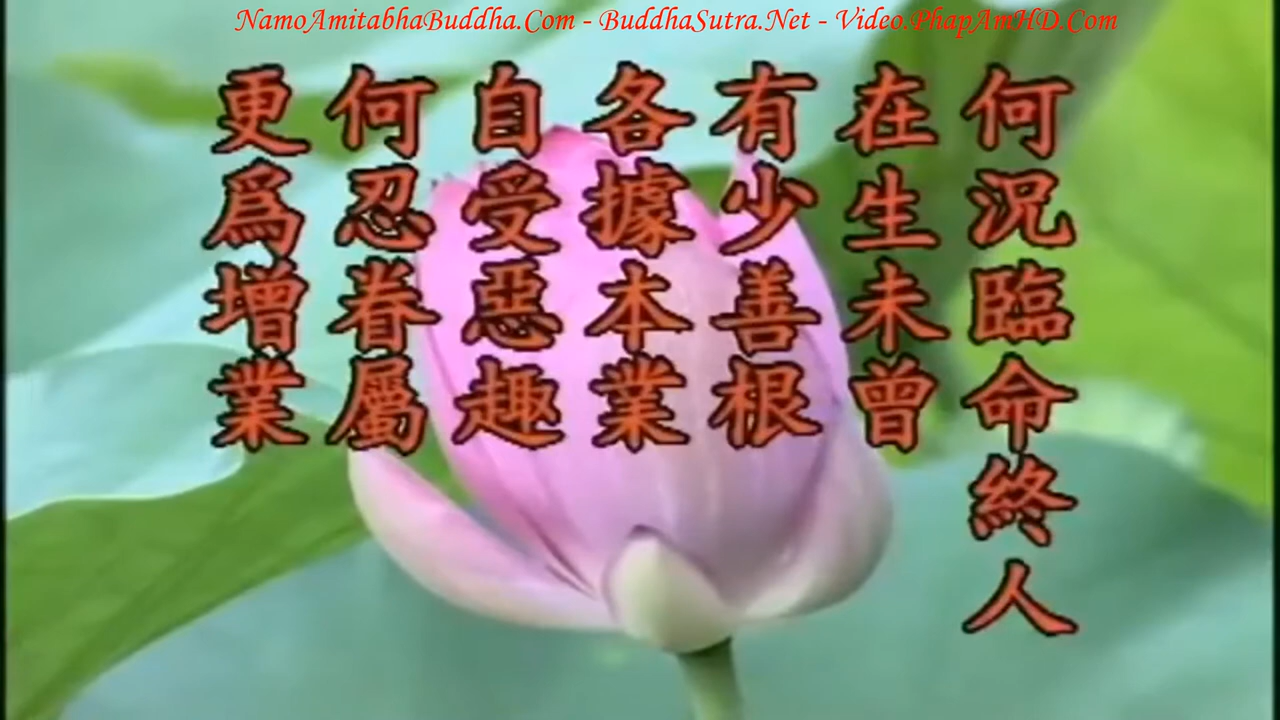 NamoAmitabhaBuddha.Com - BuddhaSutra.Net - Video.PhapAmHD.Com
何況臨命終人
在生未曾
有少善根
各據本業
自受惡趣
何忍眷屬
更爲增業